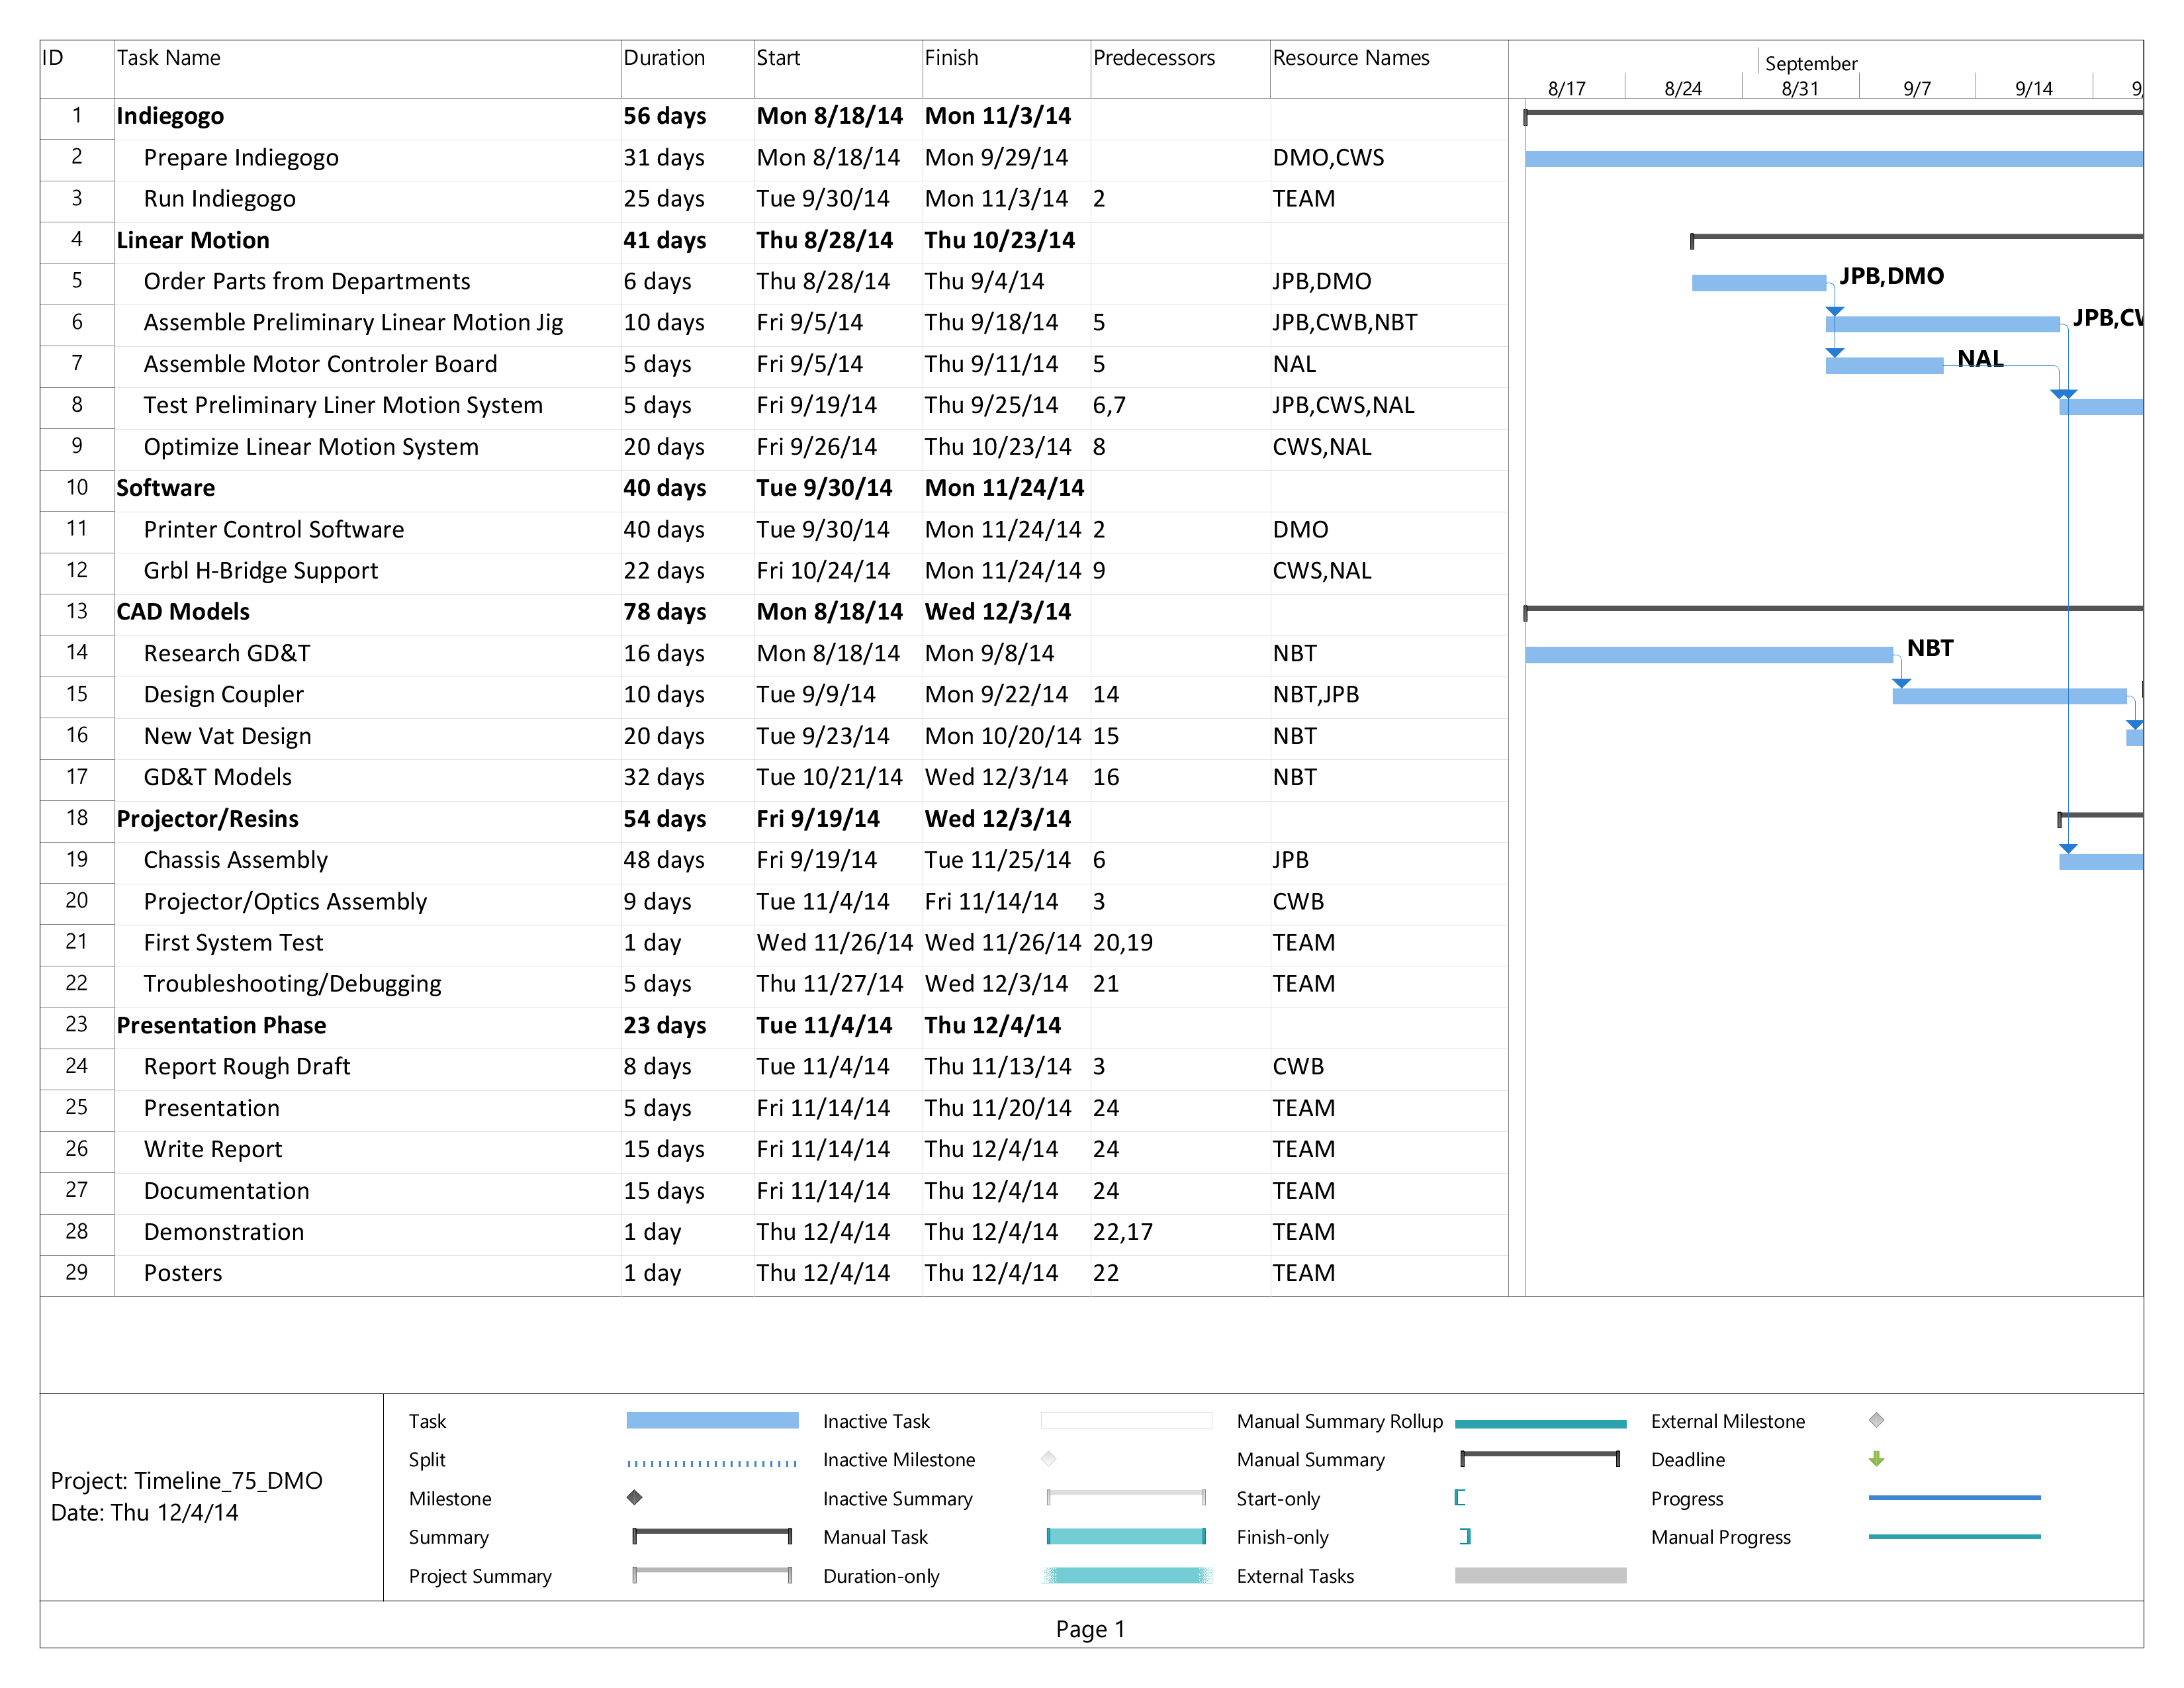 ID Task Name Duration Start Finish Predecessors Resource Names
September
8/17 8/24 8/31 9/7 9/14
1 Indiegogo 56 days Mon 8/18/14 Mon 11/3/14
2 Prepare Indiegogo 31 days Mon 8/18/14 Mon 9/29/14 DMO,CWS
3 Run Indiegogo 25 days Tue 9/30/14 Mon 11/3/14 2 TEAM
4 Linear Motion 41 days Thu 8/28/14 Thu 10/23/14
5 Order Parts from Departments 6 days Thu 8/28/14 Thu 9/4/14 JPB,DMO JPB,DMO
6 Assemble Preliminary Linear Motion Jig 10 days Fri 9/5/14 Thu 9/18/14 5 JPB,CWB,NBT JPB,CW
7 Assemble Motor Controler Board 5 days Fri 9/5/14 Thu 9/11/14 5 NAL NAL
8 Test Preliminary Liner Motion System 5 days Fri 9/19/14 Thu 9/25/14 6,7 JPB,CWS,NAL
9 Optimize Linear Motion System 20 days Fri 9/26/14 Thu 10/23/14 8 CWS,NAL
10 Software 40 days Tue 9/30/14 Mon 11/24/14
11 Printer Control Software 40 days Tue 9/30/14 Mon 11/24/14 2 DMO
12 Grbl H-Bridge Support 22 days Fri 10/24/14 Mon 11/24/14 9 CWS,NAL
13 CAD Models 78 days Mon 8/18/14 Wed 12/3/14
14 Research GD&T 16 days Mon 8/18/14 Mon 9/8/14 NBT NBT
15 Design Coupler 10 days Tue 9/9/14 Mon 9/22/14 14 NBT,JPB
16 New Vat Design 20 days Tue 9/23/14 Mon 10/20/14 15 NBT
17 GD&T Models 32 days Tue 10/21/14 Wed 12/3/14 16 NBT
18 Projector/Resins 54 days Fri 9/19/14 Wed 12/3/14
19 Chassis Assembly 48 days Fri 9/19/14 Tue 11/25/14 6 JPB
20 Projector/Optics Assembly 9 days Tue 11/4/14 Fri 11/14/14 3 CWB
21 First System Test 1 day Wed 11/26/14 Wed 11/26/14 20,19 TEAM
22 Troubleshooting/Debugging 5 days Thu 11/27/14 Wed 12/3/14 21 TEAM
23 Presentation Phase 23 days Tue 11/4/14 Thu 12/4/14
24 Report Rough Draft 8 days Tue 11/4/14 Thu 11/13/14 3 CWB
25 Presentation 5 days Fri 11/14/14 Thu 11/20/14 24 TEAM
26 Write Report 15 days Fri 11/14/14 Thu 12/4/14 24 TEAM
27 Documentation 15 days Fri 11/14/14 Thu 12/4/14 24 TEAM
28 Demonstration 1 day Thu 12/4/14 Thu 12/4/14 22,17 TEAM
29 Posters 1 day Thu 12/4/14 Thu 12/4/14 22 TEAM
Project: Timeline_75_DMO
Date: Thu 12/4/14
Task Inactive Task Manual Summary Rollup External Milestone
Split Inactive Milestone Manual Summary Deadline
Milestone Inactive Summary Start-only Progress
Summary Manual Task Finish-only Manual Progress
Project Summary Duration-only External Tasks
Page 1